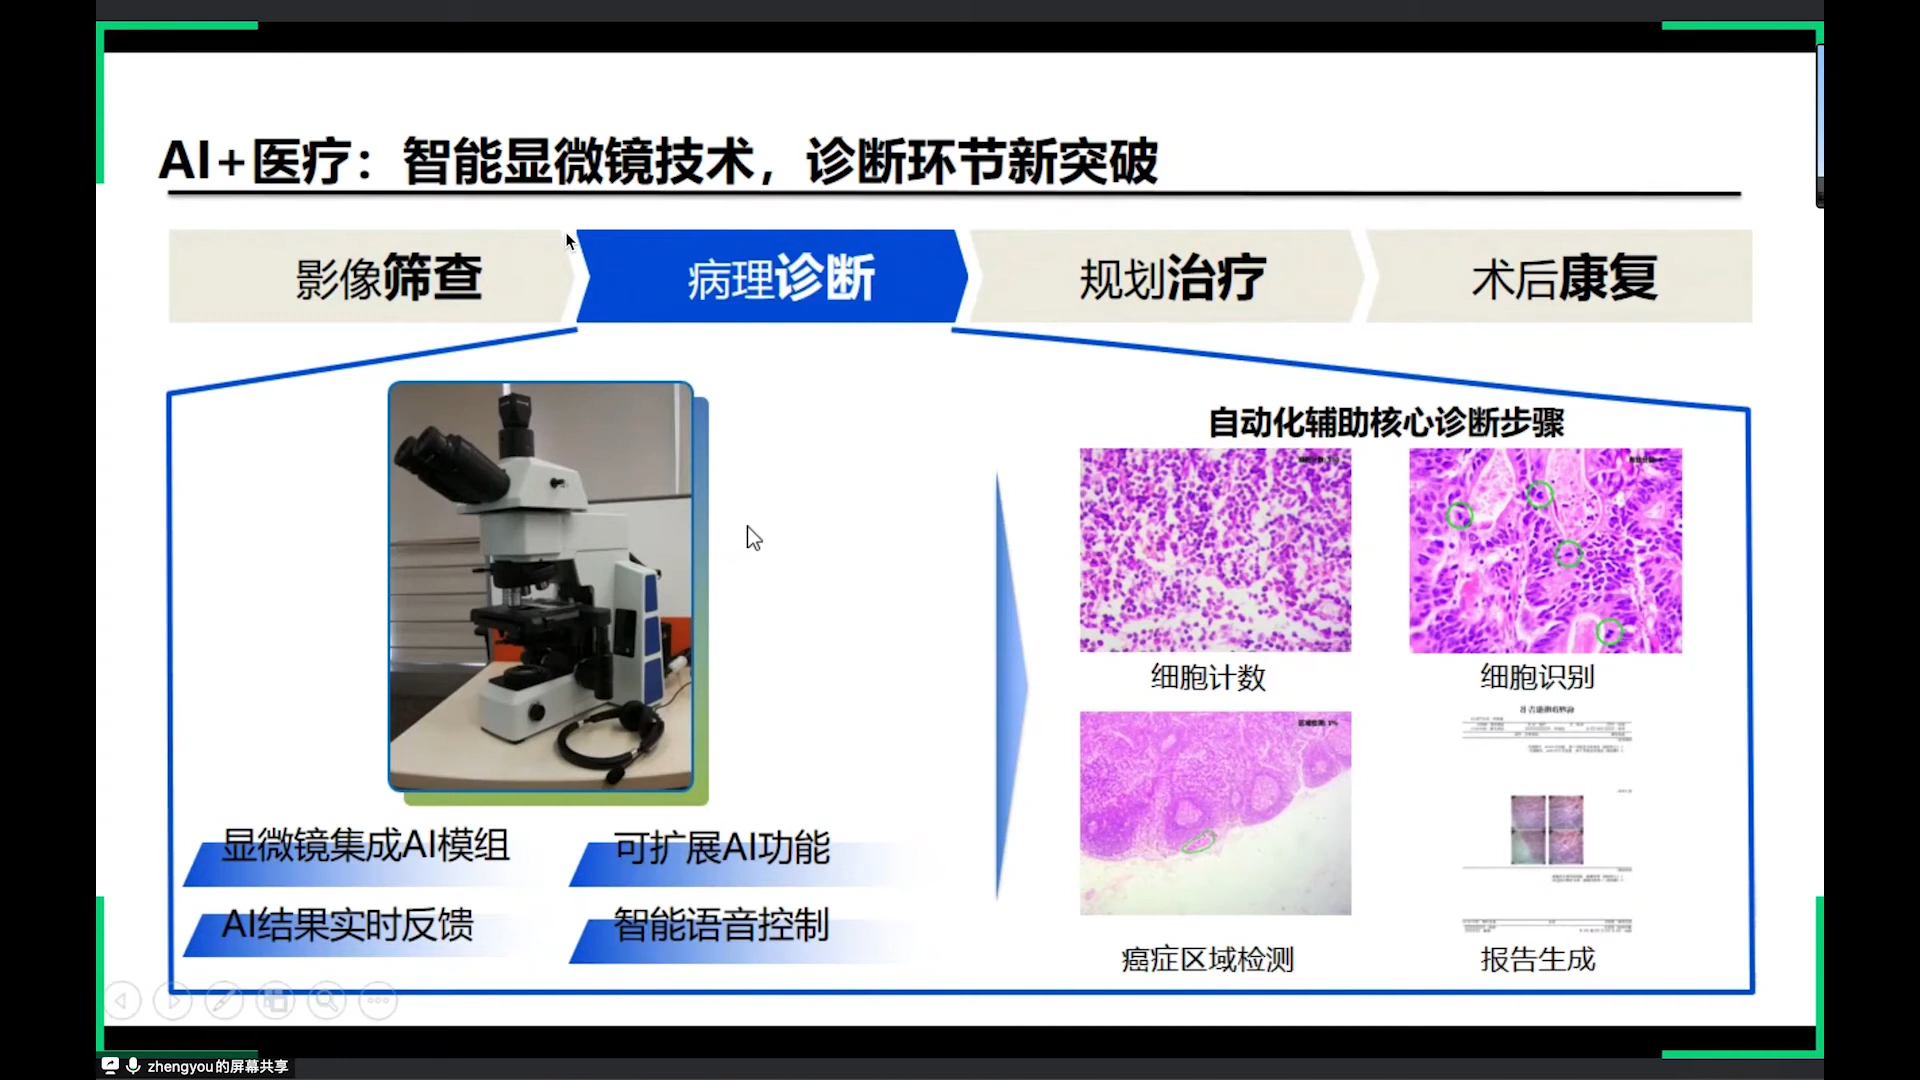 AI+医疗：智能显微镜技术，诊断环节新突破
影像筛查
病理诊断
规划治疗
术后康复
自动化辅助核心诊断步骤
细胞计数
细胞识别
显微镜集成AI模组
可扩展AI功能
AI结果实时反馈
智能语音控制
癌症区域检测
报告生成
zhengyou的屏幕共享